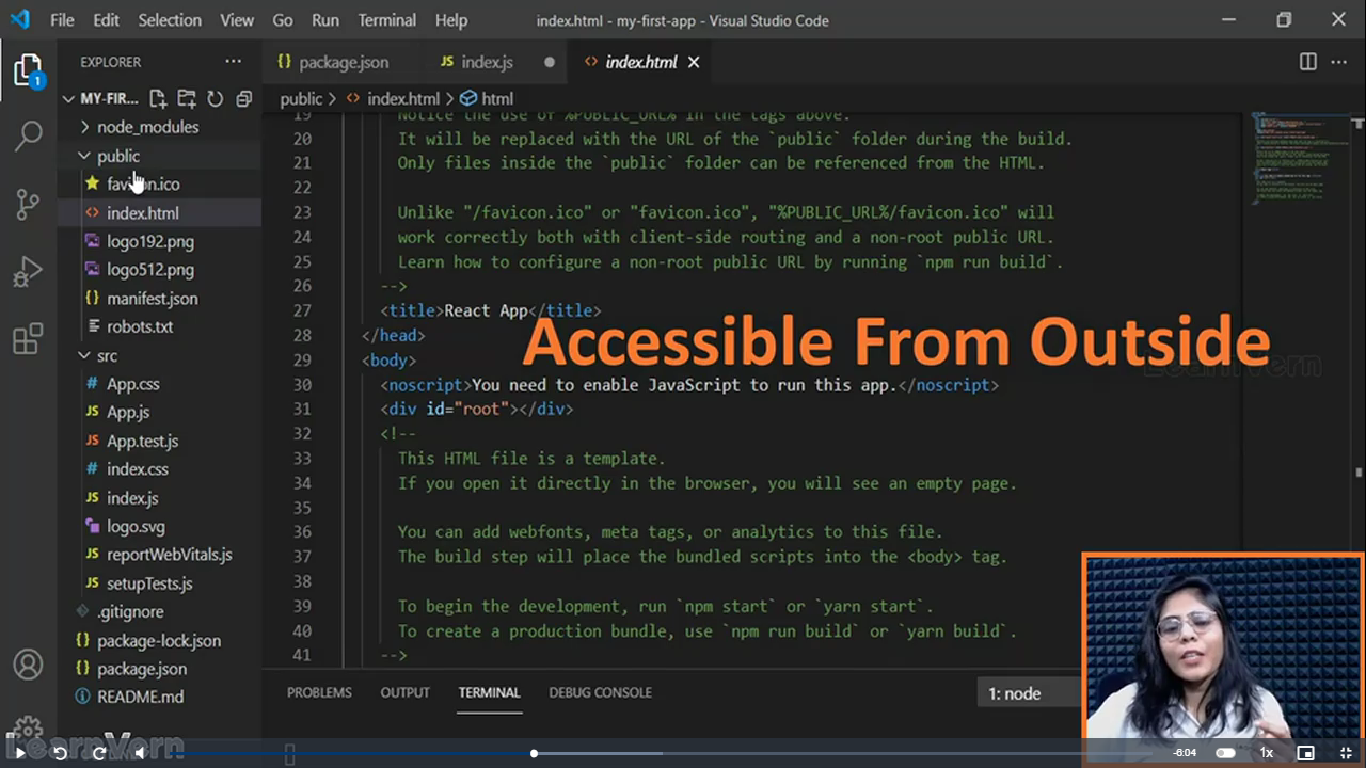 File Edit Selection View Go Run Terminal Help index.html - my-first-app - Visual Studio Code
EXPLORER
1
MY-FIR...
node_modules
public
favicon.ico
index.html
logo192.png
logo512.png
manifest.json
robots.txt
src
App.css
App.js
App.test.js
index.css
index.js
logo.svg
reportWebVitals.js
setupTests.js
.gitignore
package-lock.json
package.json
README.md
package.json index.js index.html
public > index.html > html
19 Notice the use of %PUBLIC_URL% in the tags above.
20 It will be replaced with the URL of the `public` folder during the build.
21 Only files inside the `public` folder can be referenced from the HTML.
22
23 Unlike "/favicon.ico" or "favicon.ico", "%PUBLIC_URL%/favicon.ico" will
24 work correctly both with client-side routing and a non-root public URL.
25 Learn how to configure a non-root public URL by running `npm run build`.
26 -->
27 <title>React App</title>
28 </head>
Accessible From Outside
29 <body>
LearnVern
30 <noscript>You need to enable JavaScript to run this app.</noscript>
31 <div id="root"></div>
32 <!--
33 This HTML file is a template.
34 If you open it directly in the browser, you will see an empty page.
35
36 You can add webfonts, meta tags, or analytics to this file.
37 The build step will place the bundled scripts into the <body> tag.
38
39 To begin the development, run `npm start` or `yarn start`.
40 To create a production bundle, use `npm run build` or `yarn build`.
41 -->
PROBLEMS OUTPUT TERMINAL DEBUG CONSOLE 1: node
LearnVern
-6:04 1x